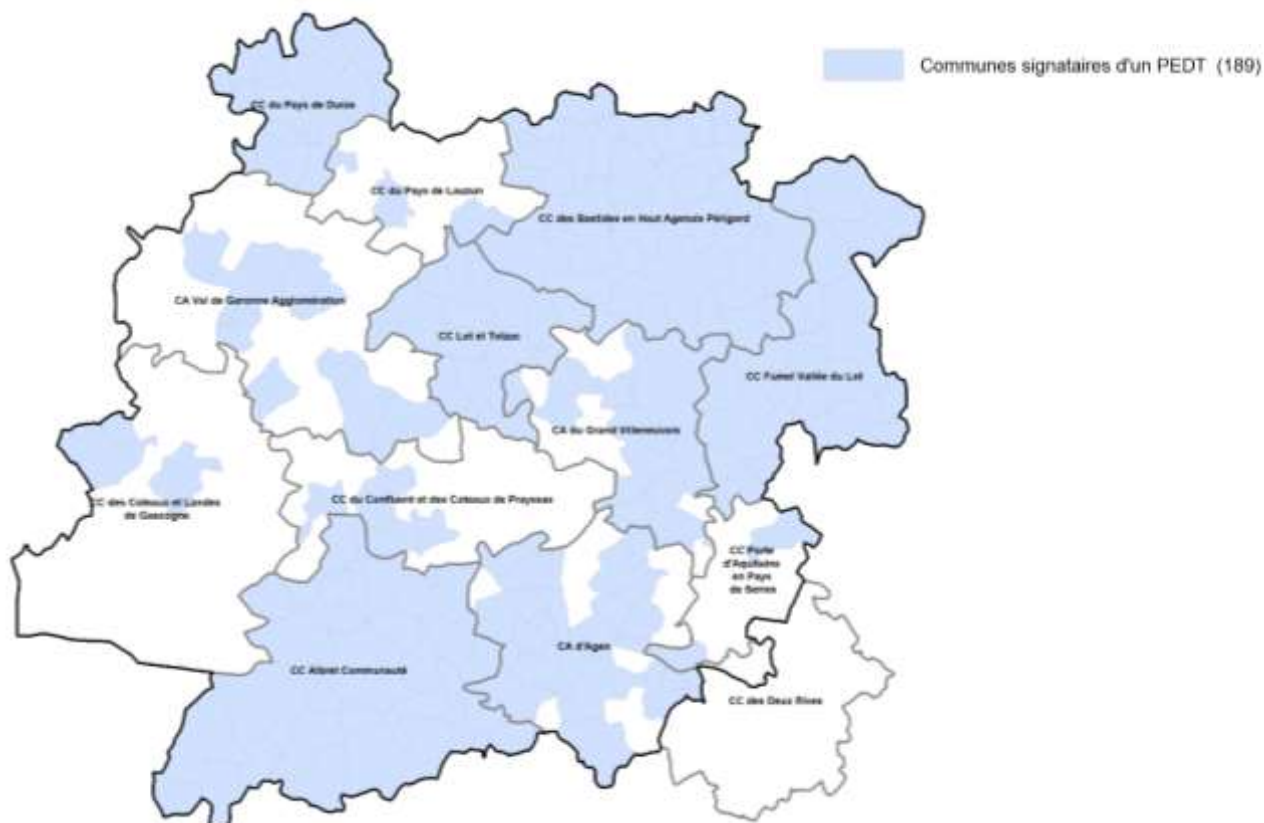 Communes signataires d'un PEDT (189)
CC du Pays de Duras
CC du Pays de Lauzun
CC des Bastides en Haut Agenais Périgord
CA Val de Garonne Agglomération
CC Lot et Tolzac
CC Fumel Vallée du Lot
CA du Grand Villeneuvois
CC des Coteaux et Landes
de Gascogne
CC du Confluent et des Coteaux de Prayssas
CC Porte
d'Aquitaine
en Pays
de Serres
CA d'Agen
CC Albret Communauté
CC des Deux Rives